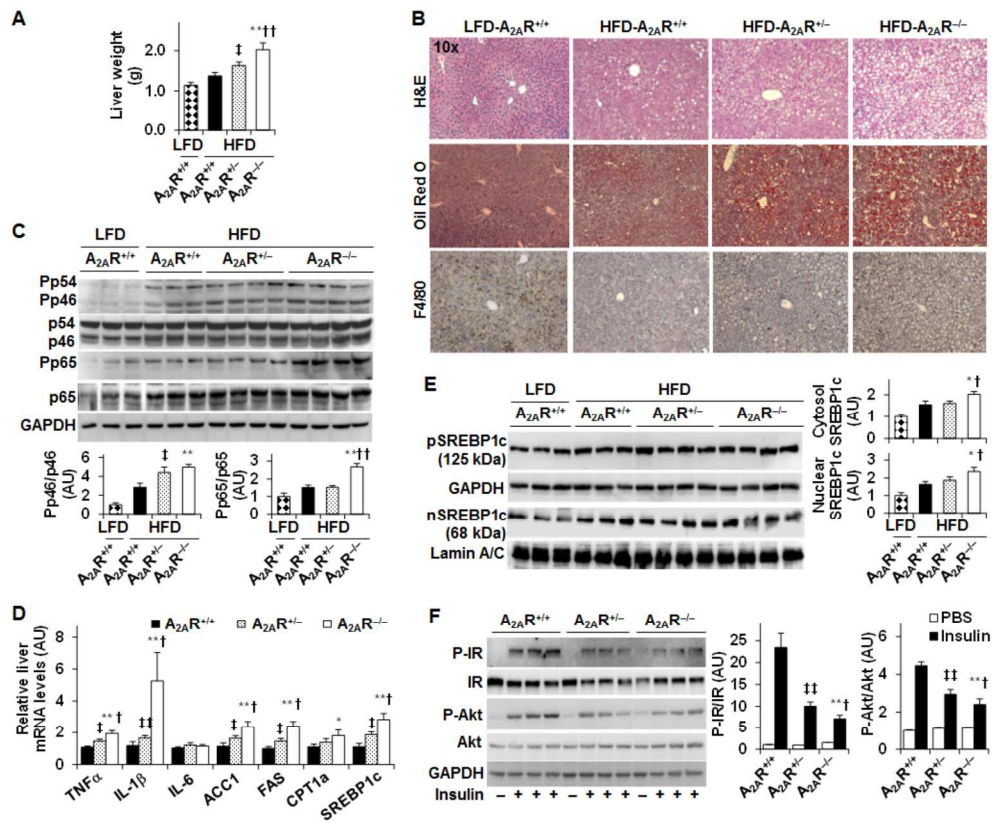 A
Liver weight
(g)
2.0
1.0
0.0
‡
**††
LFD
HFD
A2AR+/+
A2AR+/+
A2AR+/−
A2AR−/−
B
LFD-A2AR+/+
HFD-A2AR+/+
HFD-A2AR+/−
HFD-A2AR−/−
10x
H&E
Oil Red O
F4/80
C
LFD
HFD
A2AR+/+
A2AR+/+
A2AR+/−
A2AR−/−
Pp54
Pp46
p54
p46
Pp65
p65
GAPDH
Pp46/p46
(AU)
6
4
2
0
‡
**
LFD
HFD
A2AR+/+
A2AR+/+
A2AR+/−
A2AR−/−
Pp65/p65
(AU)
3
2
1
0
**††
LFD
HFD
A2AR+/+
A2AR+/+
A2AR+/−
A2AR−/−
D
A2AR+/+
A2AR+/−
A2AR−/−
Relative liver
mRNA levels (AU)
8
6
4
2
0
‡ **†
‡‡ **†
‡ **†
‡ **†
*
‡ **†
TNFα
IL-1β
IL-6
ACC1
FAS
CPT1a
SREBP1c
E
LFD
HFD
A2AR+/+
A2AR+/+
A2AR+/−
A2AR−/−
pSREBP1c
(125 kDa)
GAPDH
nSREBP1c
(68 kDa)
Lamin A/C
Cytosol
SREBP1c
(AU)
2
1
0
*†
Nuclear
SREBP1c
(AU)
3
2
1
0
*†
LFD
HFD
A2AR+/+
A2AR+/+
A2AR+/−
A2AR−/−
F
A2AR+/+
A2AR+/−
A2AR−/−
P-IR
IR
P-Akt
Akt
GAPDH
Insulin − + + + − + + + − + + +
P-IR/IR (AU)
25
20
15
10
5
0
‡‡
**†
A2AR+/+
A2AR+/−
A2AR−/−
PBS
Insulin
P-Akt/Akt (AU)
6
4
2
0
‡‡
**†
A2AR+/+
A2AR+/−
A2AR−/−